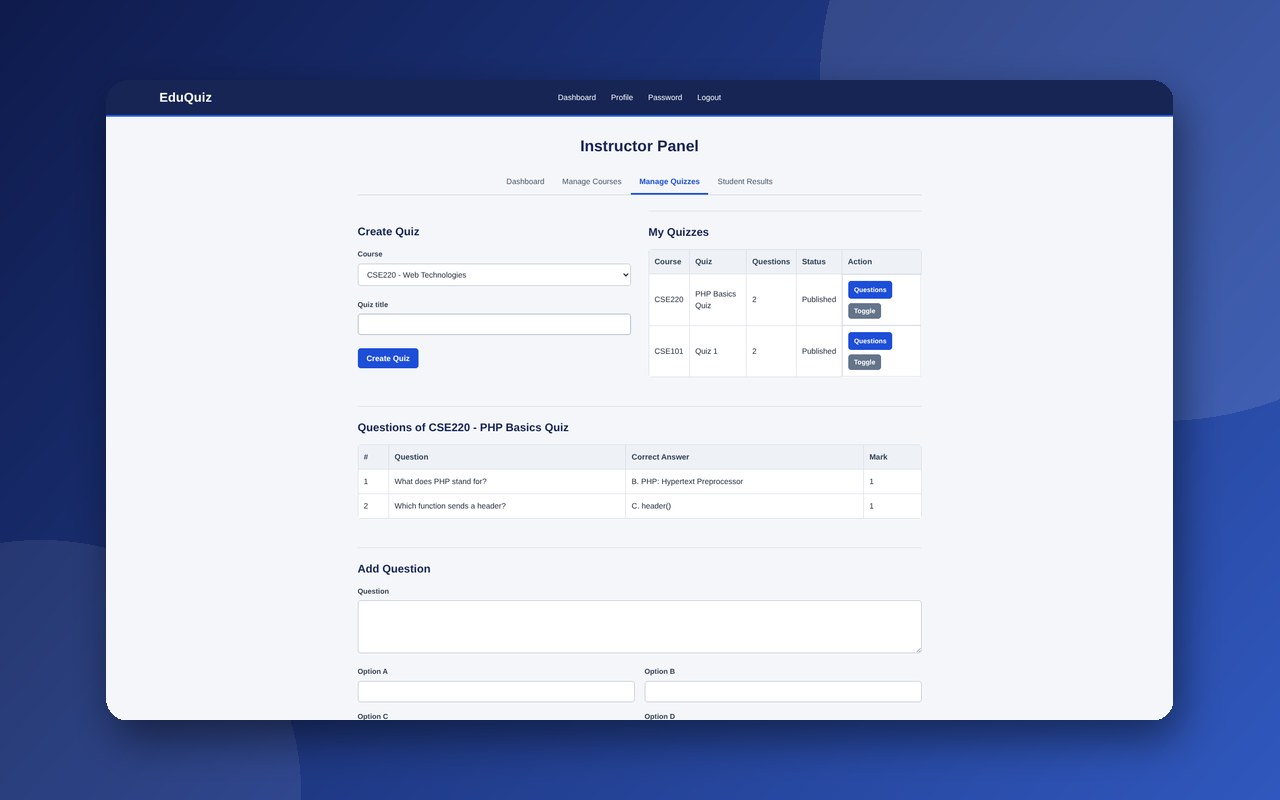 EduQuiz
Dashboard Profile Password Logout
Instructor Panel
Dashboard Manage Courses Manage Quizzes Student Results
Create Quiz
Course
CSE220 - Web Technologies
Quiz title
Create Quiz
My Quizzes
Course Quiz Questions Status Action
CSE220 PHP Basics Quiz 2 Published Questions Toggle
CSE101 Quiz 1 2 Published Questions Toggle
Questions of CSE220 - PHP Basics Quiz
# Question Correct Answer Mark
1 What does PHP stand for? B. PHP: Hypertext Preprocessor 1
2 Which function sends a header? C. header() 1
Add Question
Question
Option A Option B
Option C Option D